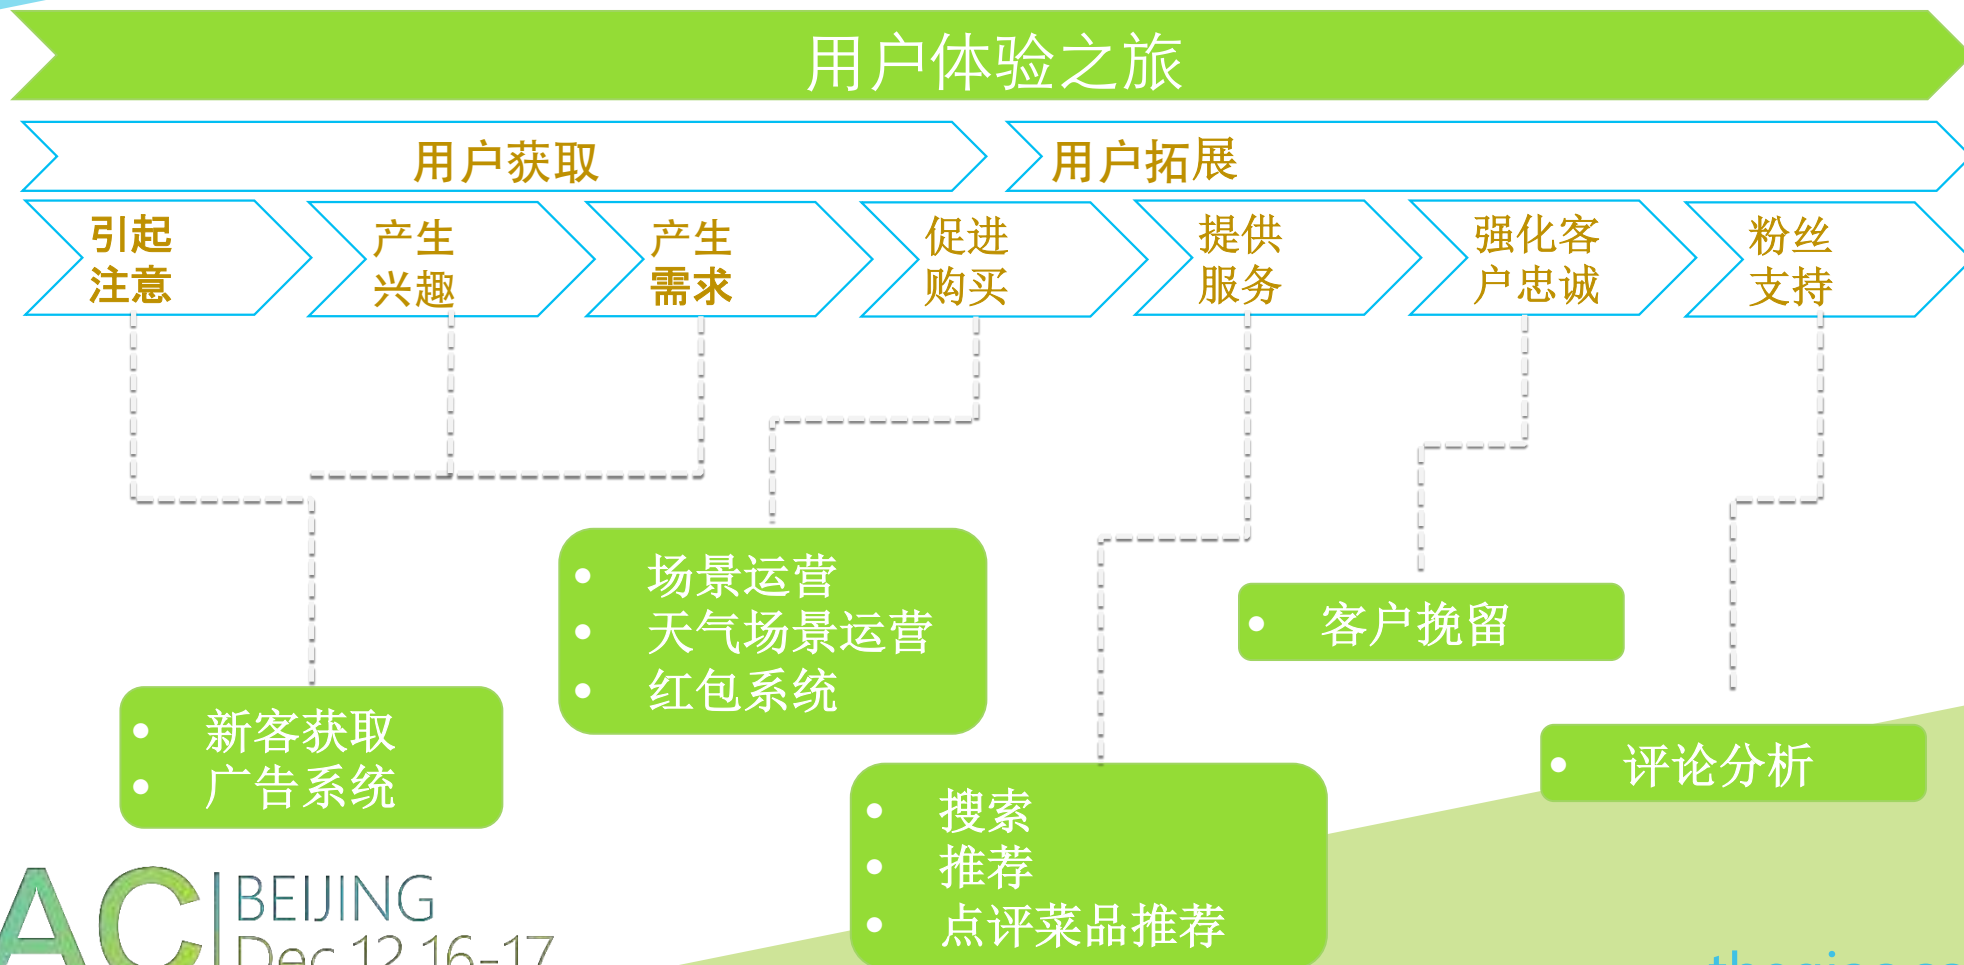 用户体验之旅
用户获取
用户拓展
引起
注意
产生
兴趣
产生
需求
促进
购买
提供
服务
强化客
户忠诚
粉丝
支持
• 场景运营
• 天气场景运营
• 红包系统
• 客户挽留
• 新客获取
• 广告系统
• 评论分析
• 搜索
• 推荐
• 点评菜品推荐
AC
BEIJING
Dec 12.16-17